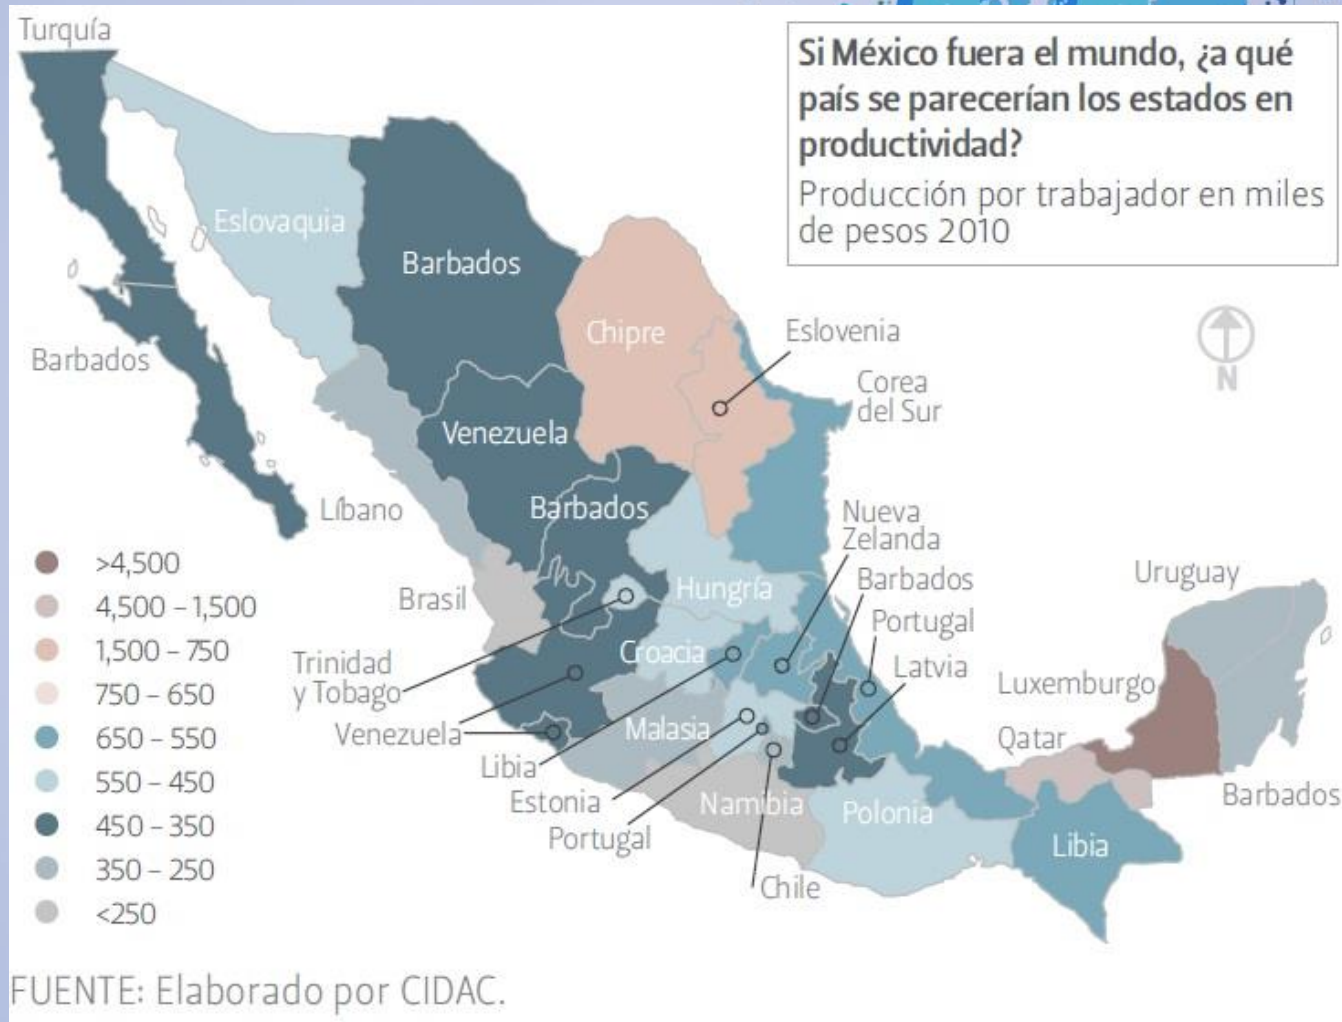 Turquía
Si México fuera el mundo, ¿a qué
país se parecerían los estados en
productividad?
Producción por trabajador en miles
de pesos 2010
Eslovaquia
Barbados
Chipre
Eslovenia
N
Barbados
Corea
del Sur
Venezuela
Líbano
Barbados
Nueva
Zelanda
Barbados
Portugal
Latvia
Uruguay
Brasil
Hungría
Trinidad
y Tobago
Croacia
Luxemburgo
Venezuela
Malasia
Qatar
Libia
Estonia
Portugal
Namibia
Polonia
Barbados
Libia
Chile
>4,500
4,500 – 1,500
1,500 – 750
750 – 650
650 – 550
550 – 450
450 – 350
350 – 250
<250
FUENTE: Elaborado por CIDAC.